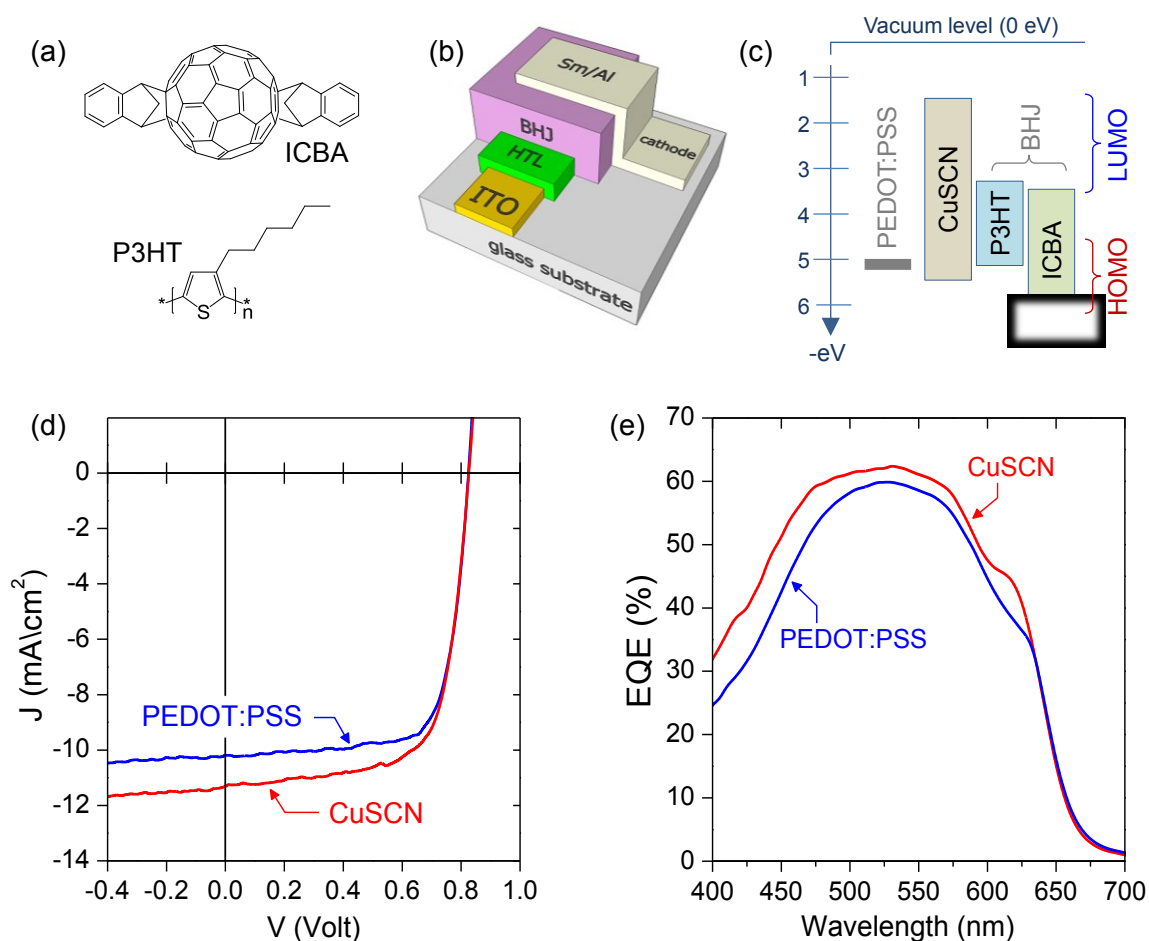 (a)
ICBA
P3HT
*
S
n
*
(b)
Sm/Al
BHJ
cathode
HTL
ITO
glass substrate
(c)
Vacuum level (0 eV)
1
2
3
4
5
6
-eV
PEDOT:PSS
CuSCN
BHJ
P3HT
ICBA
LUMO
HOMO
(d)
0
-2
-4
-6
-8
-10
-12
-14
J (mA\cm²)
PEDOT:PSS
CuSCN
-0.4 -0.2 0.0 0.2 0.4 0.6 0.8 1.0
V (Volt)
(e)
70
60
50
40
30
20
10
0
EQE (%)
CuSCN
PEDOT:PSS
400 450 500 550 600 650 700
Wavelength (nm)